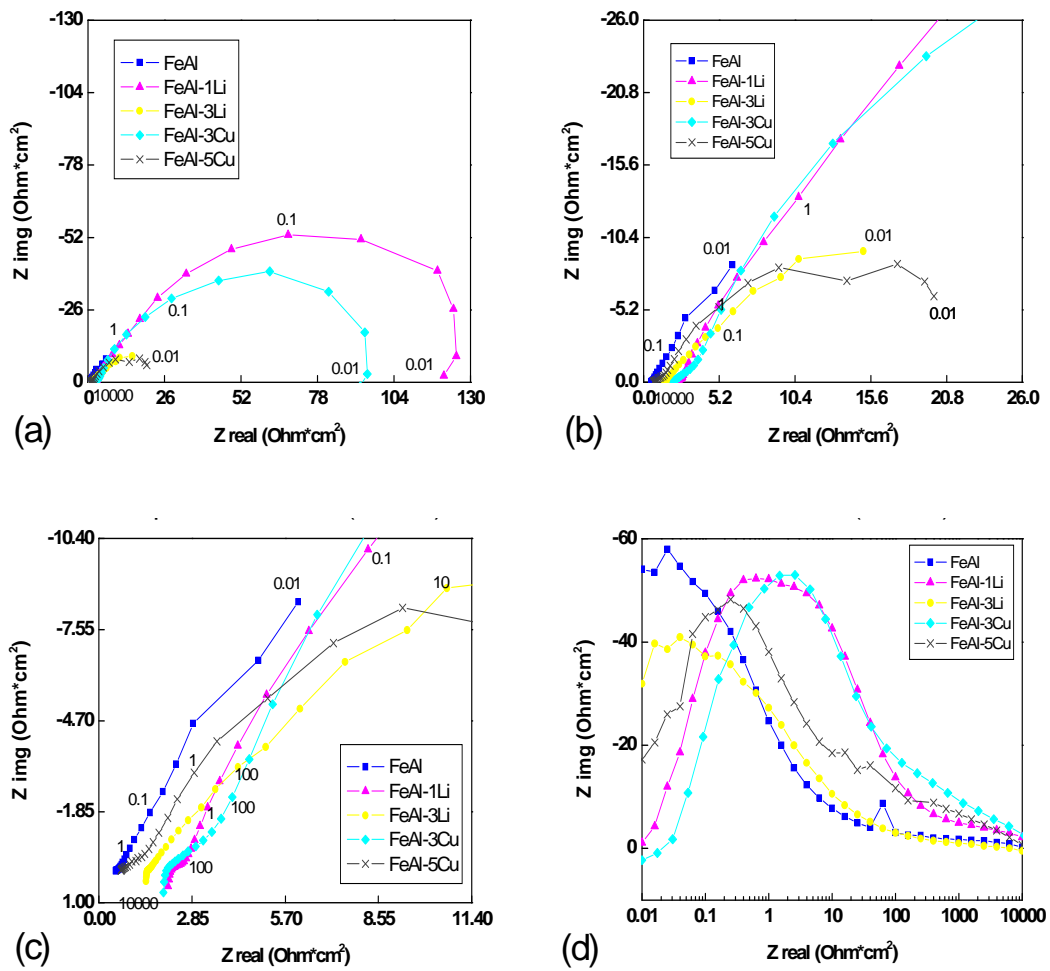 -130
-104
-78
-52
-26
0
Z img (Ohm*cm²)
FeAl
FeAl-1Li
FeAl-3Li
FeAl-3Cu
FeAl-5Cu
0.1
1
0.1
0.01
0.01
0.01
10000
0 26 52 78 104 130
(a)
Z real (Ohm*cm²)
-26.0
-20.8
-15.6
-10.4
-5.2
0.0
Z img (Ohm*cm²)
FeAl
FeAl-1Li
FeAl-3Li
FeAl-3Cu
FeAl-5Cu
1
0.01
0.01
1
0.1
0.1
0.01
10000
0.0 5.2 10.4 15.6 20.8 26.0
(b)
Z real (Ohm*cm²)
-10.40
-7.55
-4.70
-1.85
1.00
Z img (Ohm*cm²)
0.1
10
0.01
1
100
0.1
100
1
1
100
10000
FeAl
FeAl-1Li
FeAl-3Li
FeAl-3Cu
FeAl-5Cu
0.00 2.85 5.70 8.55 11.40
(c)
Z real (Ohm*cm²)
-60
-40
-20
0
Z img (Ohm*cm²)
FeAl
FeAl-1Li
FeAl-3Li
FeAl-3Cu
FeAl-5Cu
0.01 0.1 1 10 100 1000 10000
(d)
Z real (Ohm*cm²)